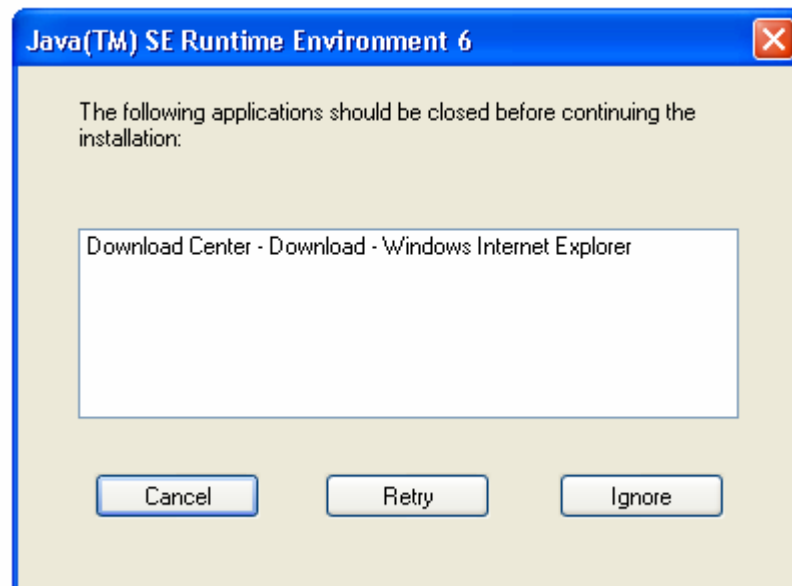 Java(TM) SE Runtime Environment 6
The following applications should be closed before continuing the
installation:
Download Center - Download - Windows Internet Explorer
Cancel
Retry
Ignore